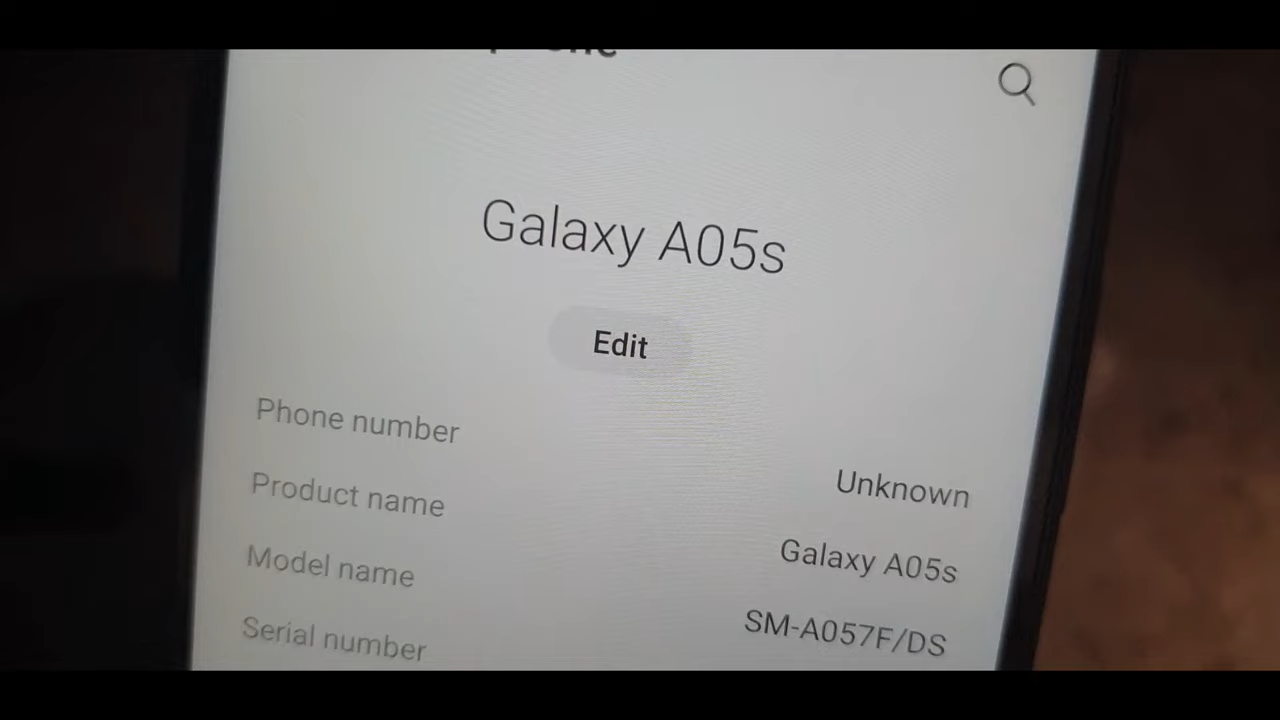 Galaxy A05s
Edit
Phone number
Unknown
Product name
Galaxy A05s
Model name
SM-A057F/DS
Serial number